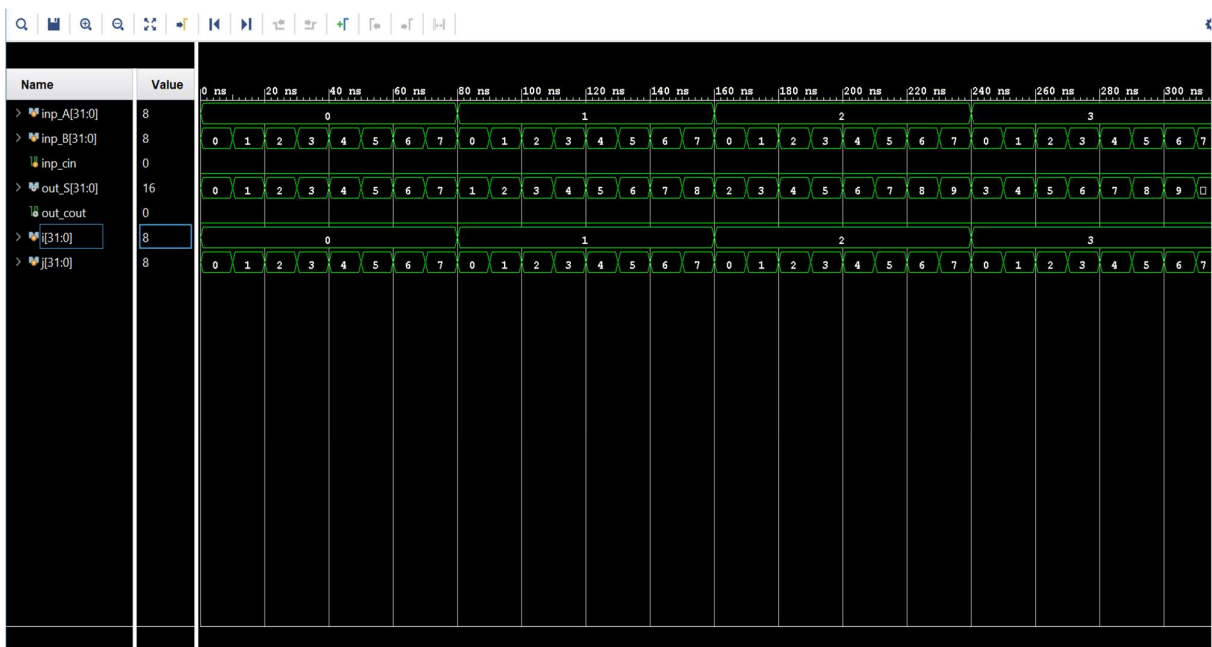 Name Value
0 ns 20 ns 40 ns 60 ns 80 ns 100 ns 120 ns 140 ns 160 ns 180 ns 200 ns 220 ns 240 ns 260 ns 280 ns 300 ns
inp_A[31:0] 8 0 1 2 3
inp_B[31:0] 8 0 1 2 3 4 5 6 7 0 1 2 3 4 5 6 7 0 1 2 3 4 5 6 7 0 1 2 3 4 5 6 7
inp_cin 0
out_S[31:0] 16 0 1 2 3 4 5 6 7 1 2 3 4 5 6 7 8 2 3 4 5 6 7 8 9 3 4 5 6 7 8 9
out_cout 0
i[31:0] 8 0 1 2 3
j[31:0] 8 0 1 2 3 4 5 6 7 0 1 2 3 4 5 6 7 0 1 2 3 4 5 6 7 0 1 2 3 4 5 6 7